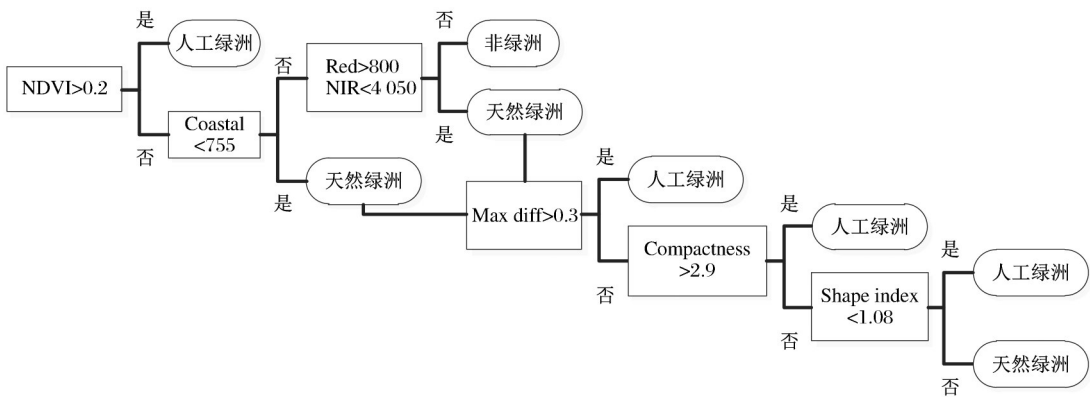 NDVI>0.2
是
人工绿洲
否
Coastal
<755
否
Red>800
NIR<4 050
否
非绿洲
是
天然绿洲
是
天然绿洲
Max diff>0.3
是
人工绿洲
否
Compactness
>2.9
是
人工绿洲
否
Shape index
<1.08
是
人工绿洲
否
天然绿洲